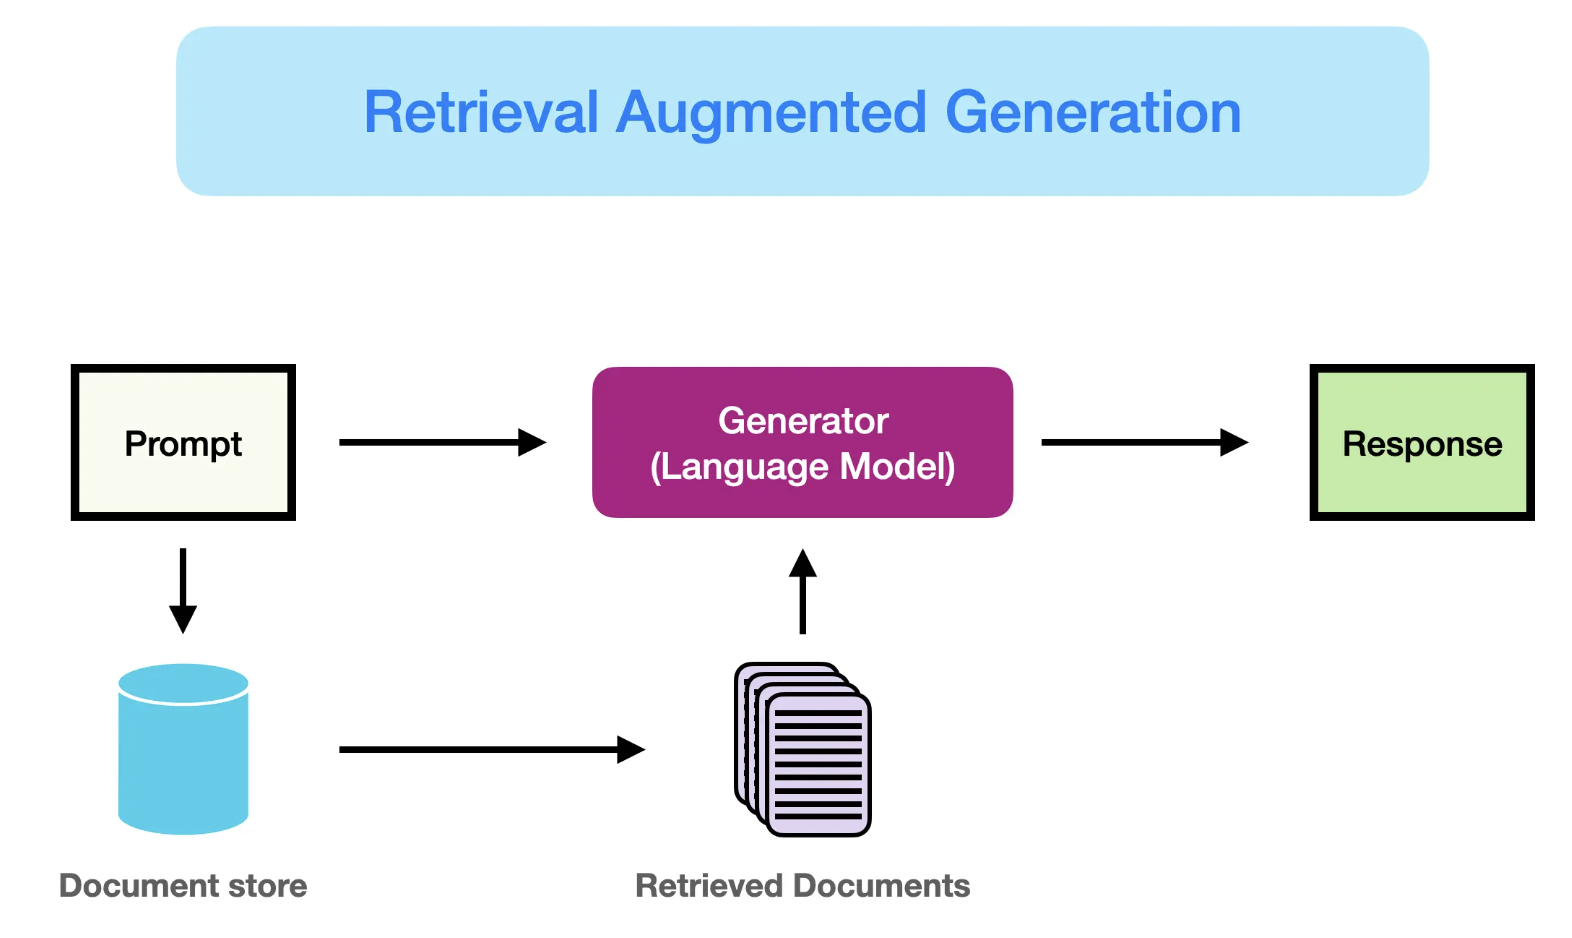 Retrieval Augmented Generation
Prompt
Generator
(Language Model)
Response
Document store
Retrieved Documents